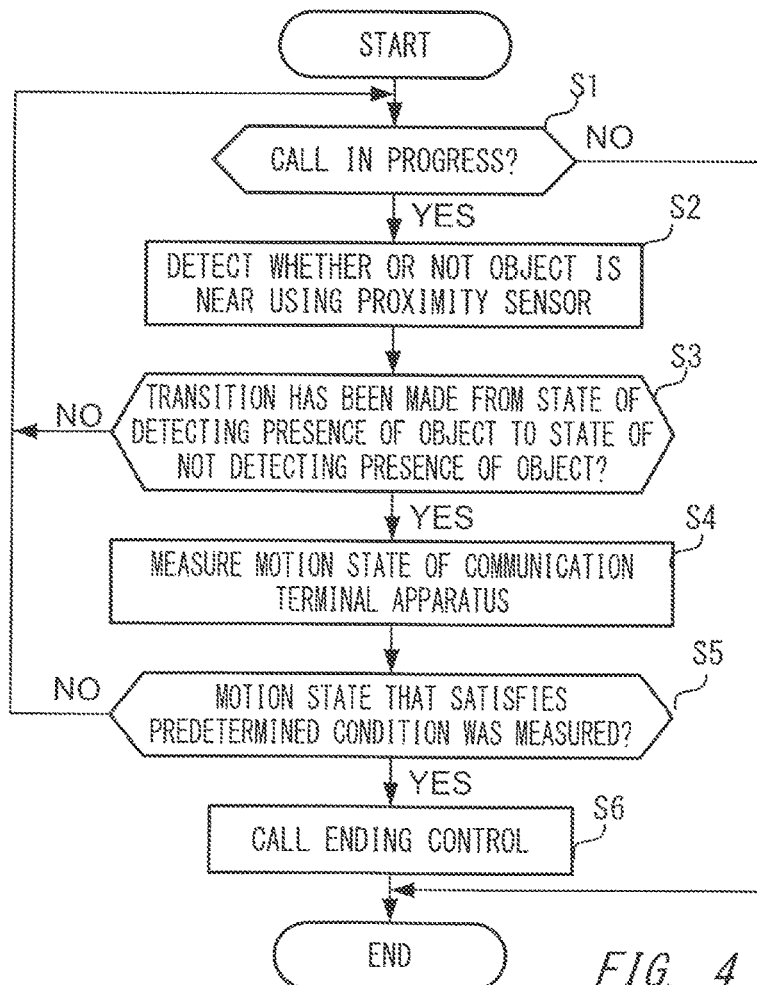 START
S1
CALL IN PROGRESS?
NO
YES
S2
DETECT WHETHER OR NOT OBJECT IS
NEAR USING PROXIMITY SENSOR
S3
TRANSITION HAS BEEN MADE FROM STATE OF
DETECTING PRESENCE OF OBJECT TO STATE OF
NOT DETECTING PRESENCE OF OBJECT?
NO
YES
S4
MEASURE MOTION STATE OF COMMUNICATION
TERMINAL APPARATUS
S5
NO
MOTION STATE THAT SATISFIES
PREDETERMINED CONDITION WAS MEASURED?
YES
S6
CALL ENDING CONTROL
END
FIG. 4